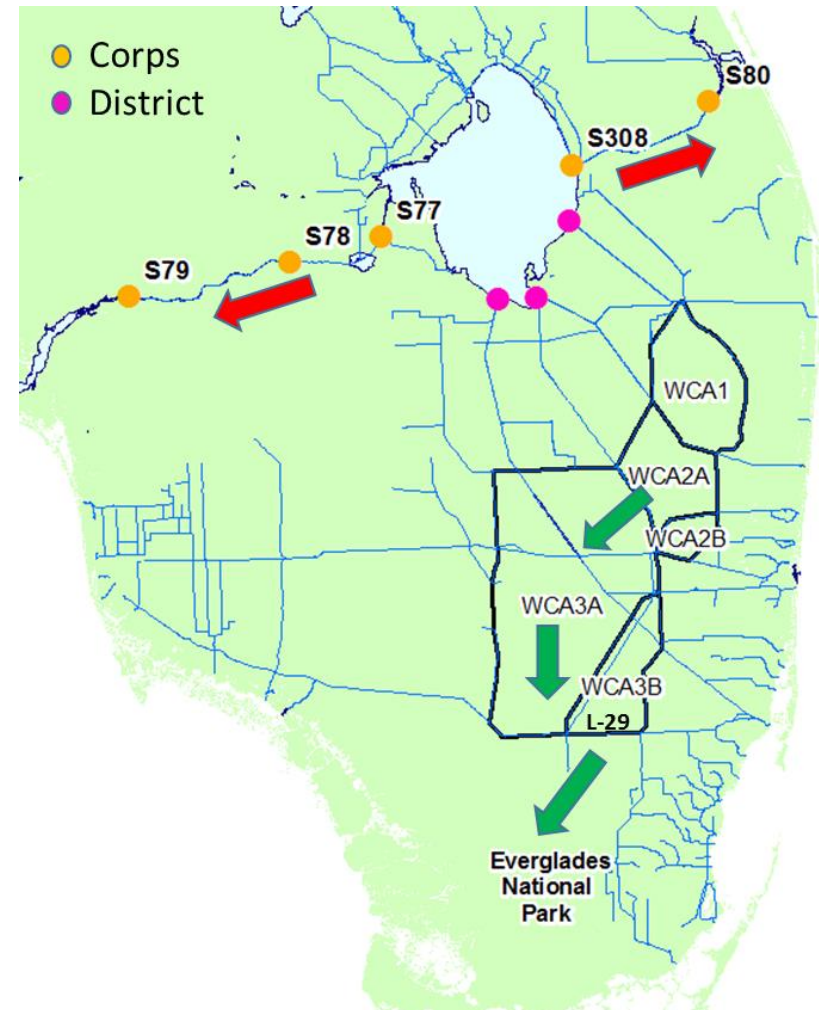 Corps
District
S80
S308
S77
S78
S79
WCA1
WCA2A
WCA2B
WCA3A
WCA3B
L-29
Everglades
National
Park